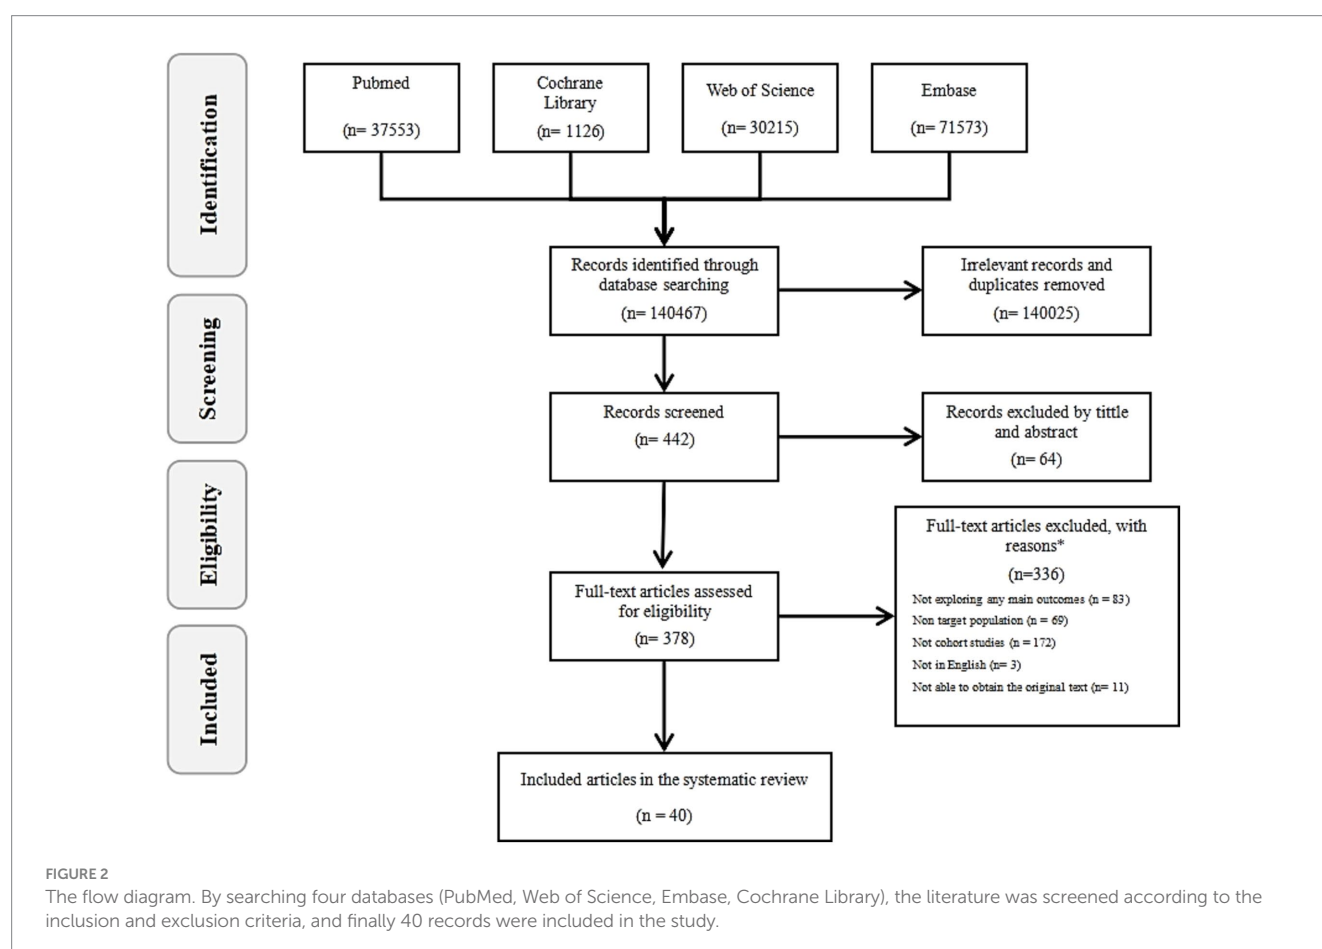 Identification
Pubmed
(n= 37553)
Cochrane
Library
(n= 1126)
Web of Science
(n= 30215)
Embase
(n= 71573)
Records identified through
database searching
(n= 140467)
Irrelevant records and
duplicates removed
(n= 140025)
Screening
Records screened
(n= 442)
Records excluded by tittle
and abstract
(n= 64)
Eligibility
Full-text articles assessed
for eligibility
(n= 378)
Full-text articles excluded, with
reasons*
(n=336)
Not exploring any main outcomes (n = 83)
Non target population (n = 69)
Not cohort studies (n = 172)
Not in English (n= 3)
Not able to obtain the original text (n= 11)
Included
Included articles in the systematic review
(n = 40)
FIGURE 2
The flow diagram. By searching four databases (PubMed, Web of Science, Embase, Cochrane Library), the literature was screened according to the
inclusion and exclusion criteria, and finally 40 records were included in the study.